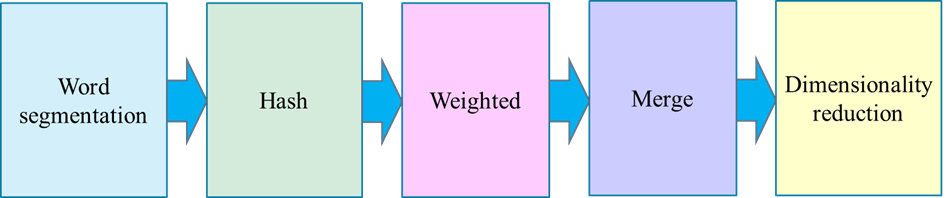 Word
segmentation
Hash
Weighted
Merge
Dimensionality
reduction